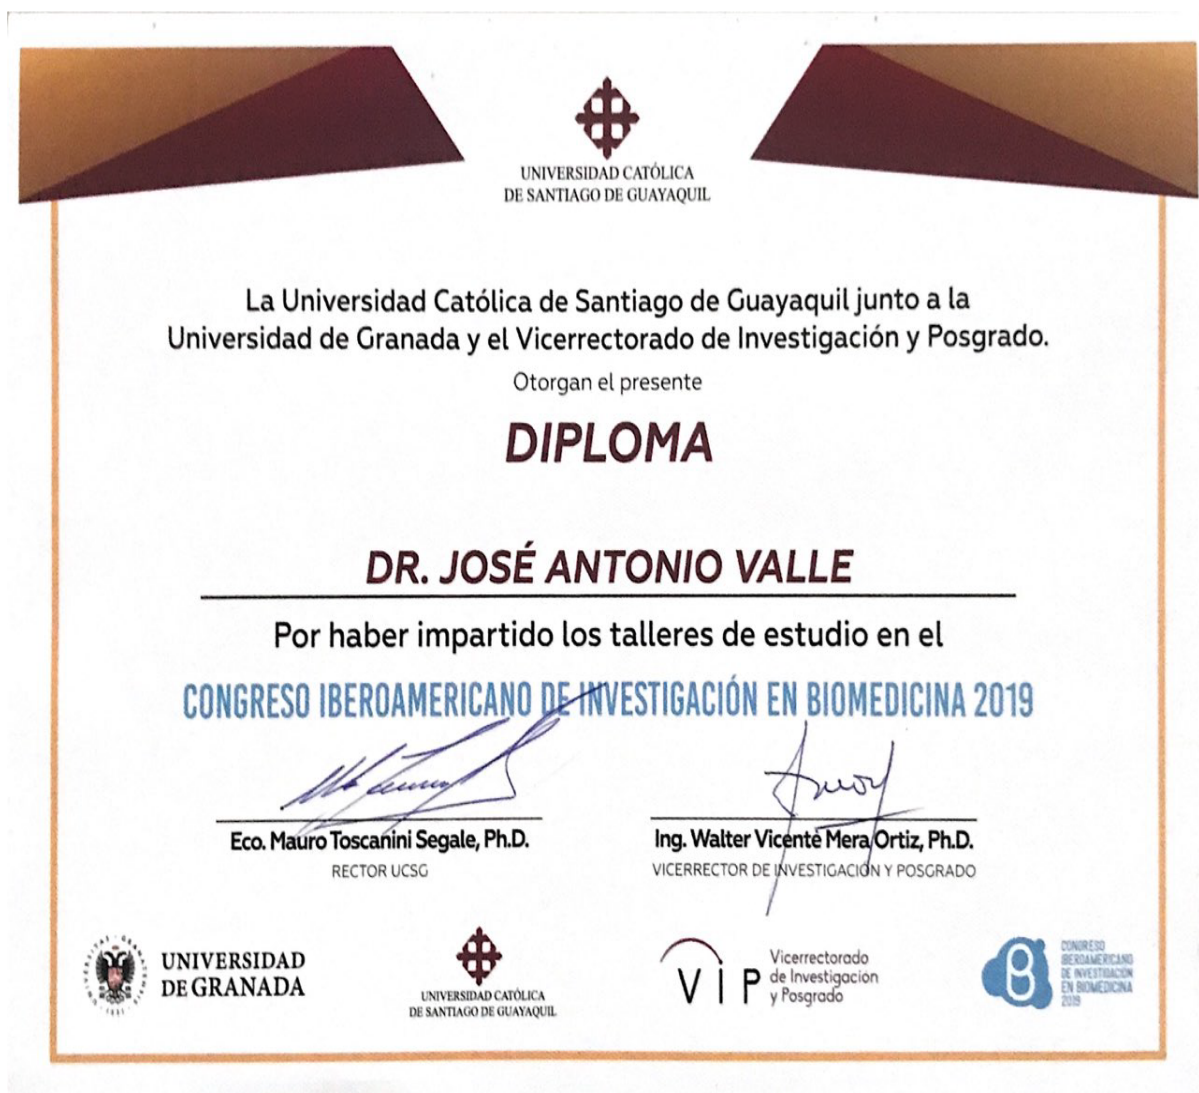 UNIVERSIDAD CATÓLICA
DE SANTIAGO DE GUAYAQUIL
La Universidad Católica de Santiago de Guayaquil junto a la
Universidad de Granada y el Vicerrectorado de Investigación y Posgrado.
Otorgan el presente
DIPLOMA
DR. JOSÉ ANTONIO VALLE
Por haber impartido los talleres de estudio en el
CONGRESO IBEROAMERICANO DE INVESTIGACIÓN EN BIOMEDICINA 2019
Eco. Mauro Toscanini Segale, Ph.D.
RECTOR UCSG
Ing. Walter Vicente Mera Ortiz, Ph.D.
VICERRECTOR DE INVESTIGACIÓN Y POSGRADO
UNIVERSIDAD
DE GRANADA
UNIVERSIDAD CATÓLICA
DE SANTIAGO DE GUAYAQUIL
VIP
Vicerrectorado
de Investigación
y Posgrado
CONGRESO
IBEROAMERICANO
DE INVESTIGACIÓN
EN BIOMEDICINA
2019